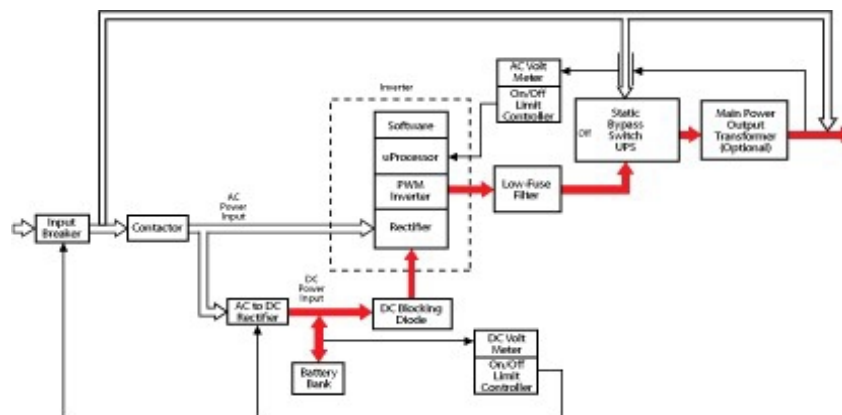 Inverter
AC Volt
Meter
On/Off
Limit
Controller
Software
uProcessor
PWM
Inverter
Rectifier
Off
Static
Bypass
Switch
UPS
Main Power
Output
Transformer
(Optional)
Low-Fuse
Filter
AC
Power
Input
Input
Breaker
Contactor
DC
Power
Input
AC to DC
Rectifier
DC Blocking
Diode
Battery
Bank
DC Volt
Meter
On/Off
Limit
Controller